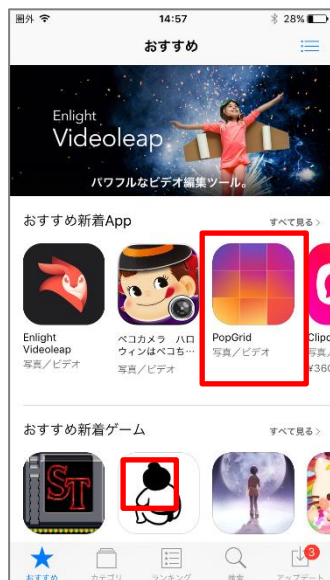 圏外 14:57 28%
おすすめ
Enlight
Videoleap
パワフルなビデオ編集ツール。
おすすめ新着App すべて見る >
Enlight
Videoleap
写真／ビデオ
ペコカメラ ハロ
ウィンはペコち…
写真／ビデオ
PopGrid
写真／ビデオ
Clipc
写真／
¥360
おすすめ新着ゲーム すべて見る >
ST
おすすめ カテゴリ ランキング 検索 アップデート
3